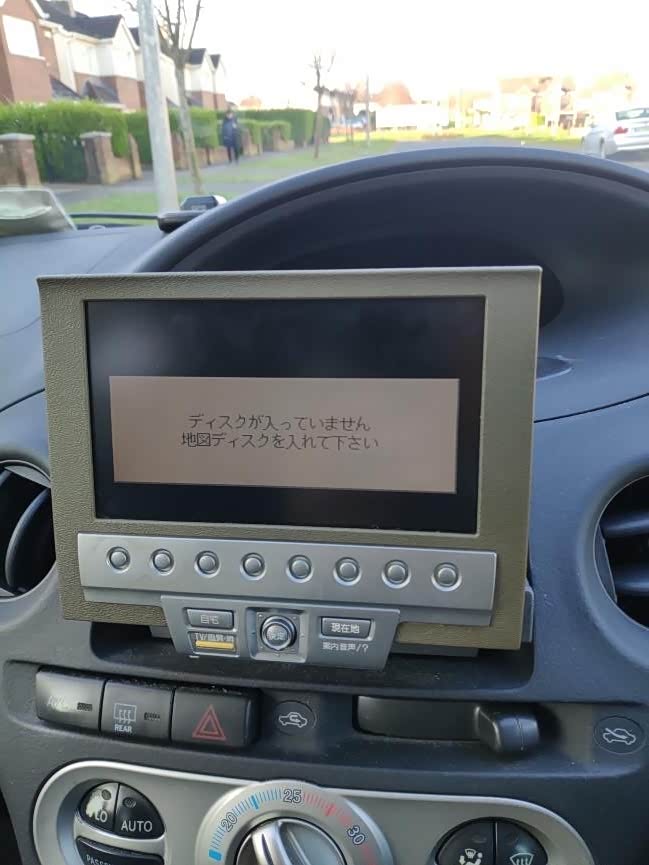 ディスクが入っていません
地図ディスクを入れて下さい
自宅
現在地
案内音声/?
REAR
20
25
30
LO
AUTO